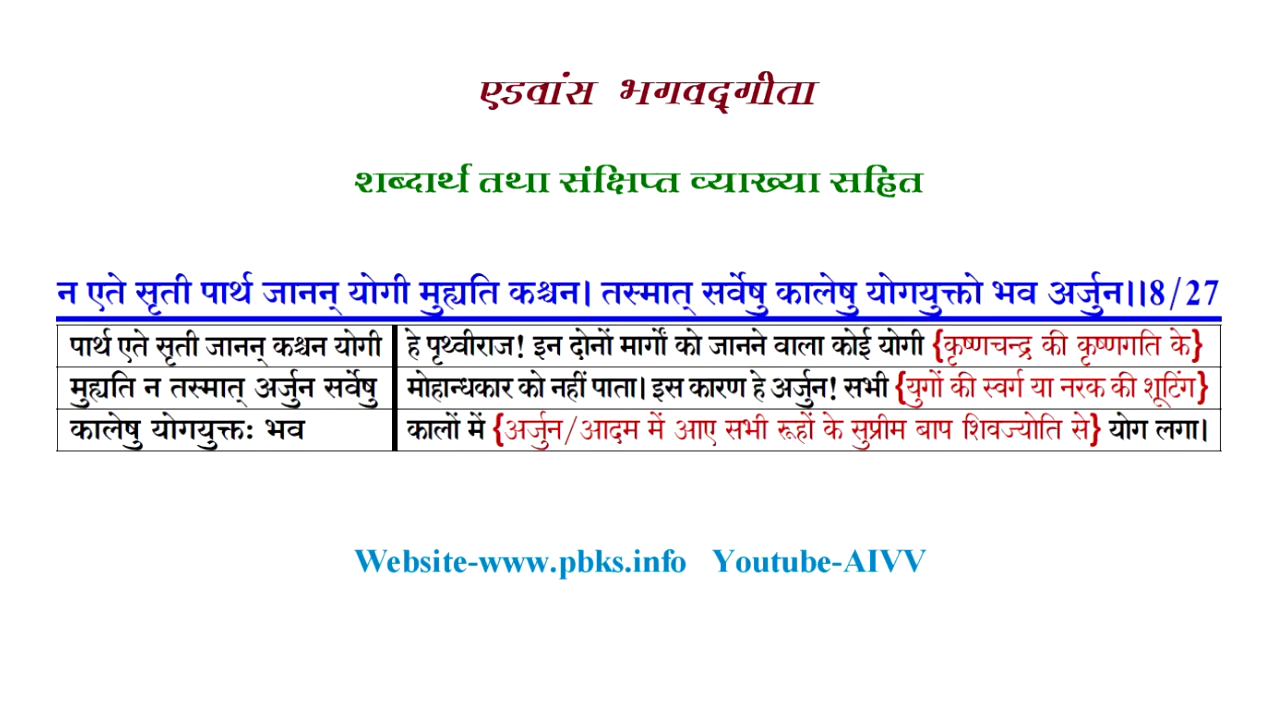 एडवांस भगवद्गीता
शब्दार्थ तथा संक्षिप्त व्याख्या सहित
न एते सृती पार्थ जानन् योगी मुह्यति कश्चन। तस्मात् सर्वेषु कालेषु योगयुक्तो भव अर्जुन।।8/27
पार्थ एते सृती जानन् कश्चन योगी हे पृथ्वीराज! इन दोनों मार्गों को जानने वाला कोई योगी {कृष्णचन्द्र की कृष्णगति के}
मुह्यति न तस्मात् अर्जुन सर्वेषु मोहान्धकार को नहीं पाता। इस कारण हे अर्जुन! सभी {युगों की स्वर्ग या नरक की शूटिंग}
कालेषु योगयुक्तः भव कालों में {अर्जुन/आदम में आए सभी रूहों के सुप्रीम बाप शिवज्योति से} योग लगा।
Website-www.pbks.info Youtube-AIVV